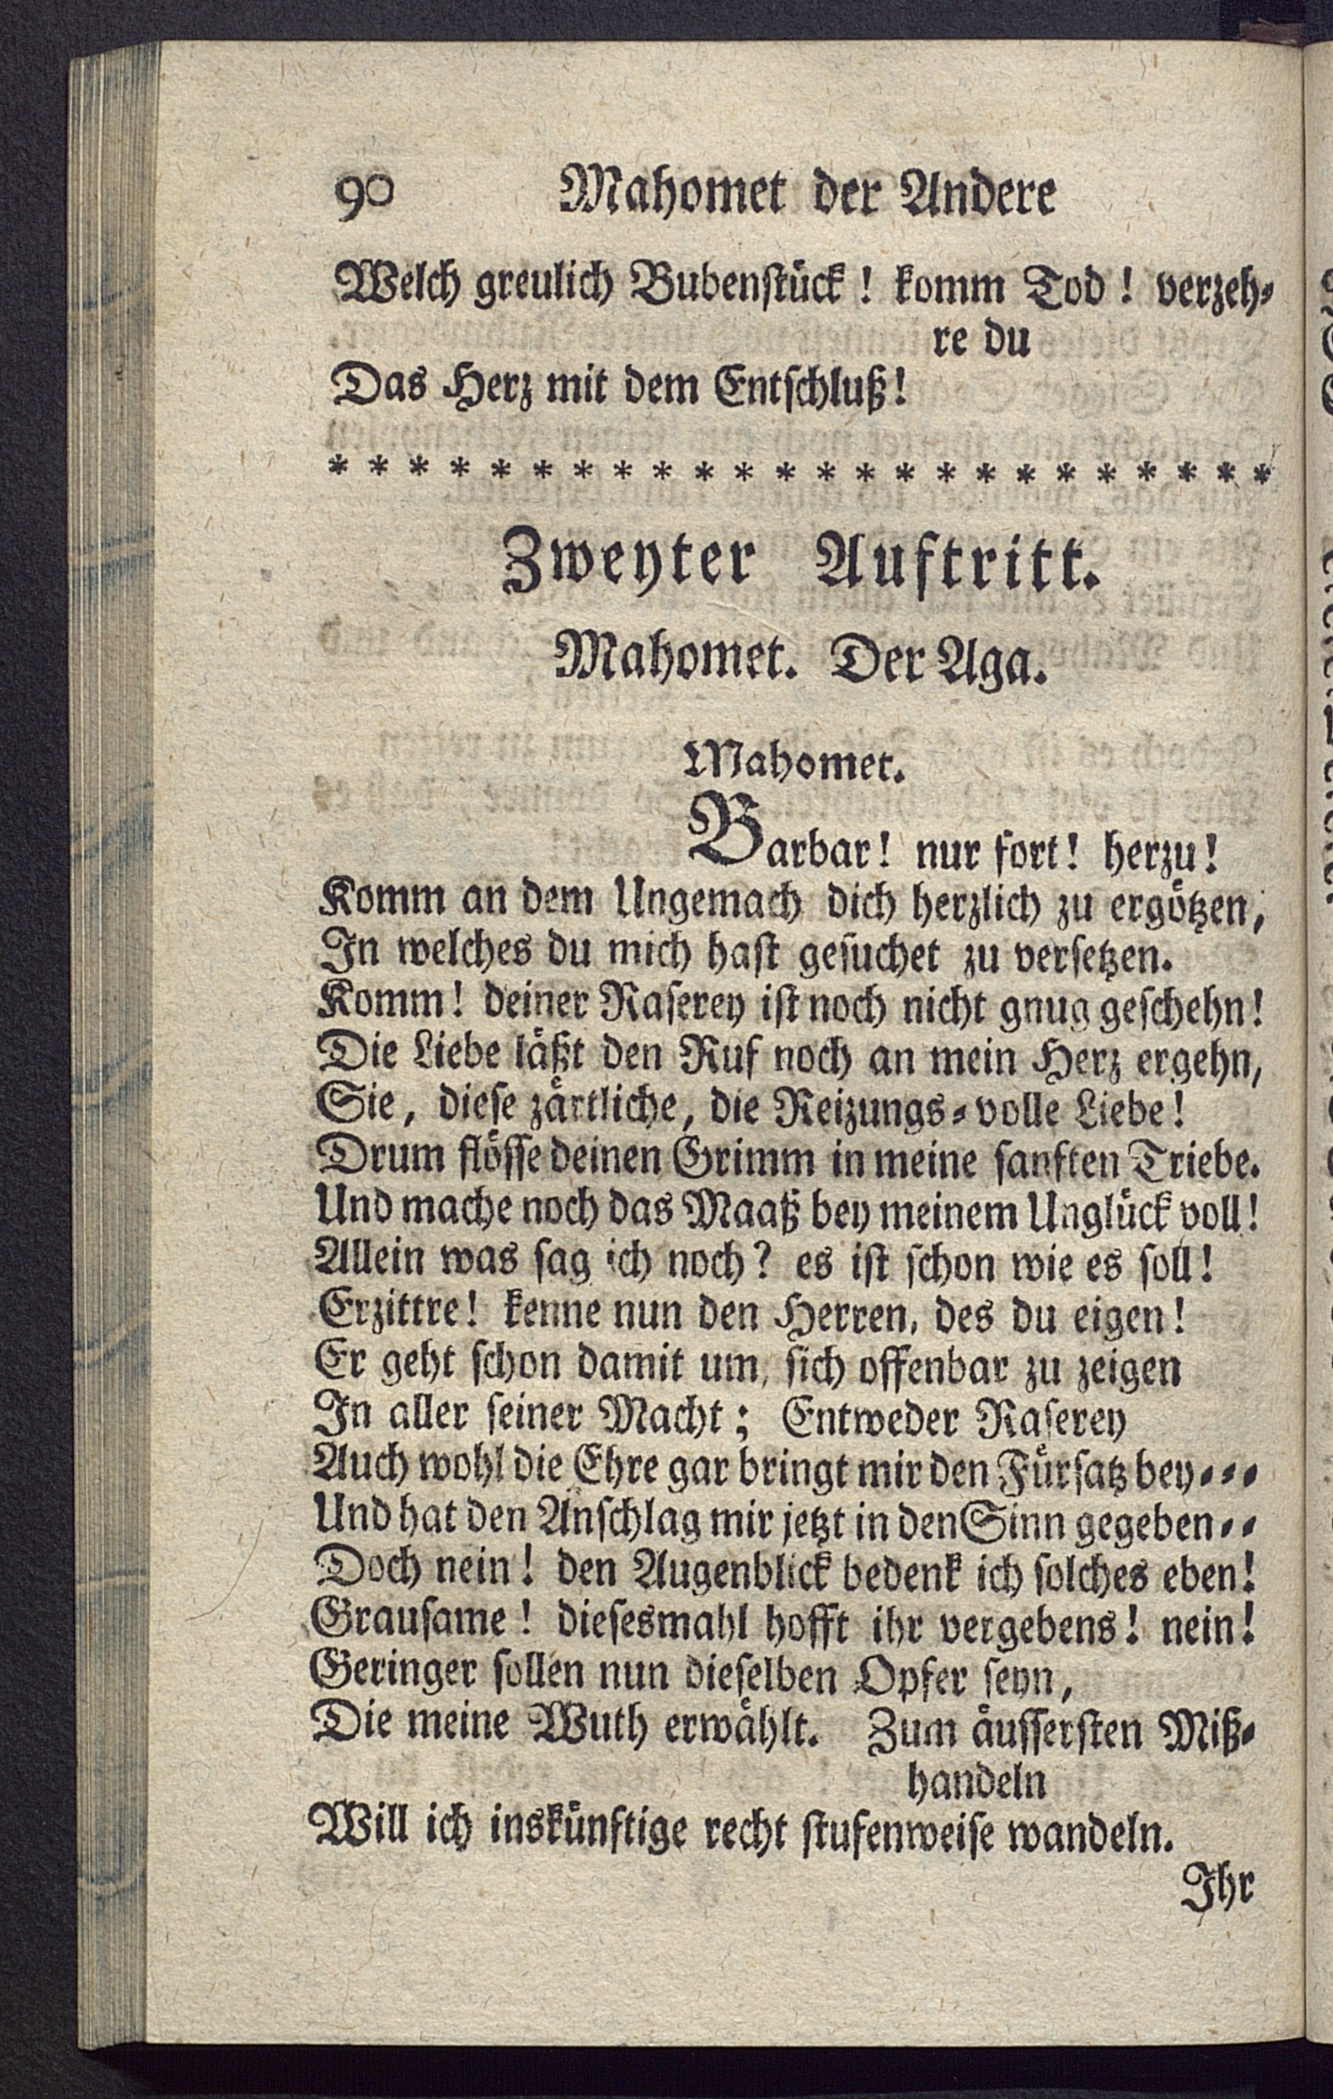 90 Mahomet der Andere
Welch greulich Bubenstück! komm Tod! verzeh-
re du
Das Herz mit dem Entschluß!
* * * * * * * * * * * * * * * * * * * * * * * *
Zweyter Auftritt.
Mahomet. Der Aga.
Mahomet.
Barbar! nur fort! herzu!
Komm an dem Ungemach dich herzlich zu ergötzen,
In welches du mich hast gesuchet zu versetzen.
Komm! deiner Raserey ist noch nicht gnug geschehn!
Die Liebe läßt den Ruf noch an mein Herz ergehn,
Sie, diese zärtliche, die Reizungs-volle Liebe!
Drum flösse deinen Grimm in meine sanften Triebe.
Und mache noch das Maaß bey meinem Unglück voll!
Allein was sag ich noch? es ist schon wie es soll!
Erzittre! kenne nun den Herren, des du eigen!
Er geht schon damit um, sich offenbar zu zeigen
In aller seiner Macht; Entweder Raserey
Auch wohl die Ehre gar bringt mir den Fürsatz bey---
Und hat den Anschlag mir jetzt in den Sinn gegeben--
Doch nein! den Augenblick bedenk ich solches eben!
Grausame! diesesmahl hofft ihr vergebens! nein!
Geringer sollen nun dieselben Opfer seyn,
Die meine Wuth erwählt. Zum äussersten Miß-
handeln
Will ich inskünftige recht stufenweise wandeln.
Ihr